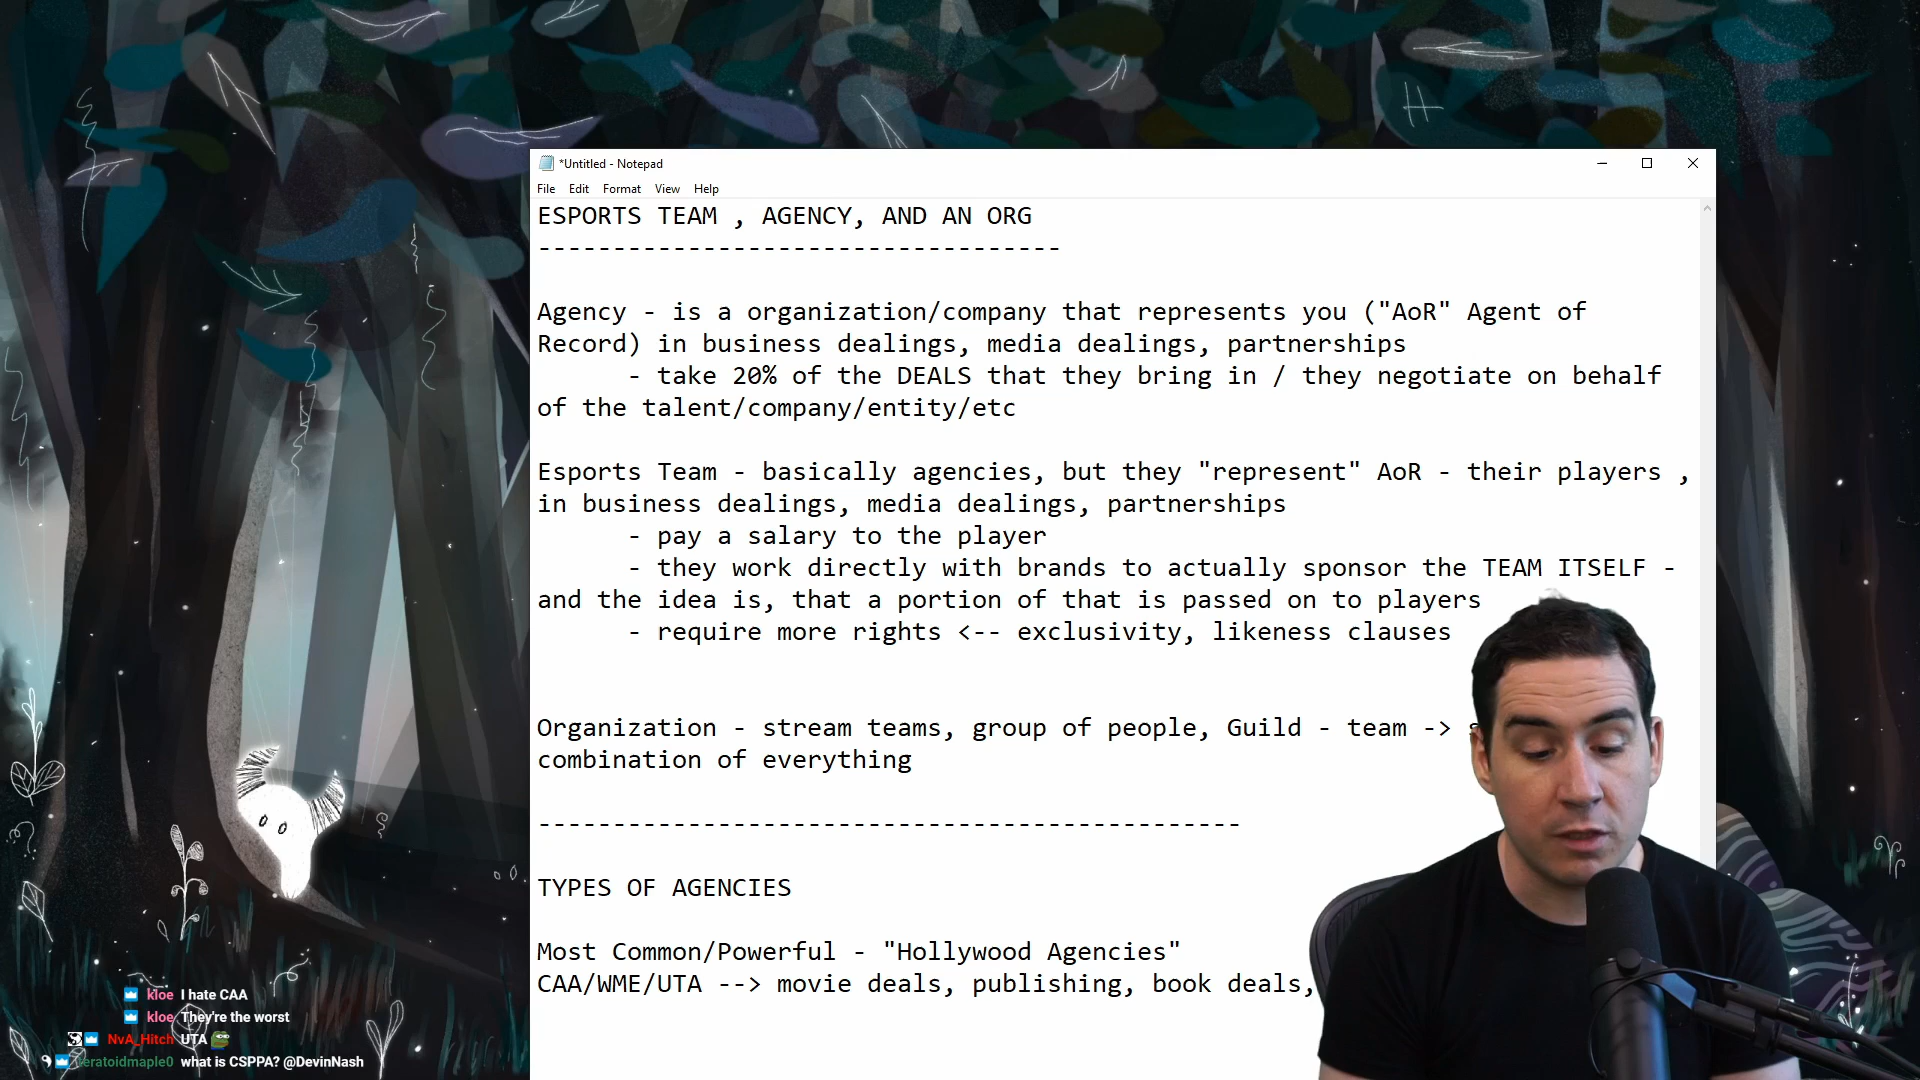 *Untitled - Notepad
File Edit Format View Help
ESPORTS TEAM , AGENCY, AND AN ORG
-----------------------------------
Agency - is a organization/company that represents you ("AoR" Agent of
Record) in business dealings, media dealings, partnerships
- take 20% of the DEALS that they bring in / they negotiate on behalf
of the talent/company/entity/etc
Esports Team - basically agencies, but they "represent" AoR - their players ,
in business dealings, media dealings, partnerships
- pay a salary to the player
- they work directly with brands to actually sponsor the TEAM ITSELF -
and the idea is, that a portion of that is passed on to players
- require more rights <-- exclusivity, likeness clauses
Organization - stream teams, group of people, Guild - team ->
combination of everything
-----------------------------------------------
TYPES OF AGENCIES
Most Common/Powerful - "Hollywood Agencies"
CAA/WME/UTA --> movie deals, publishing, book deals,
kloe I hate CAA
kloe They're the worst
NvA_Hitch UTA
teratoidmaple0 what is CSPPA? @DevinNash